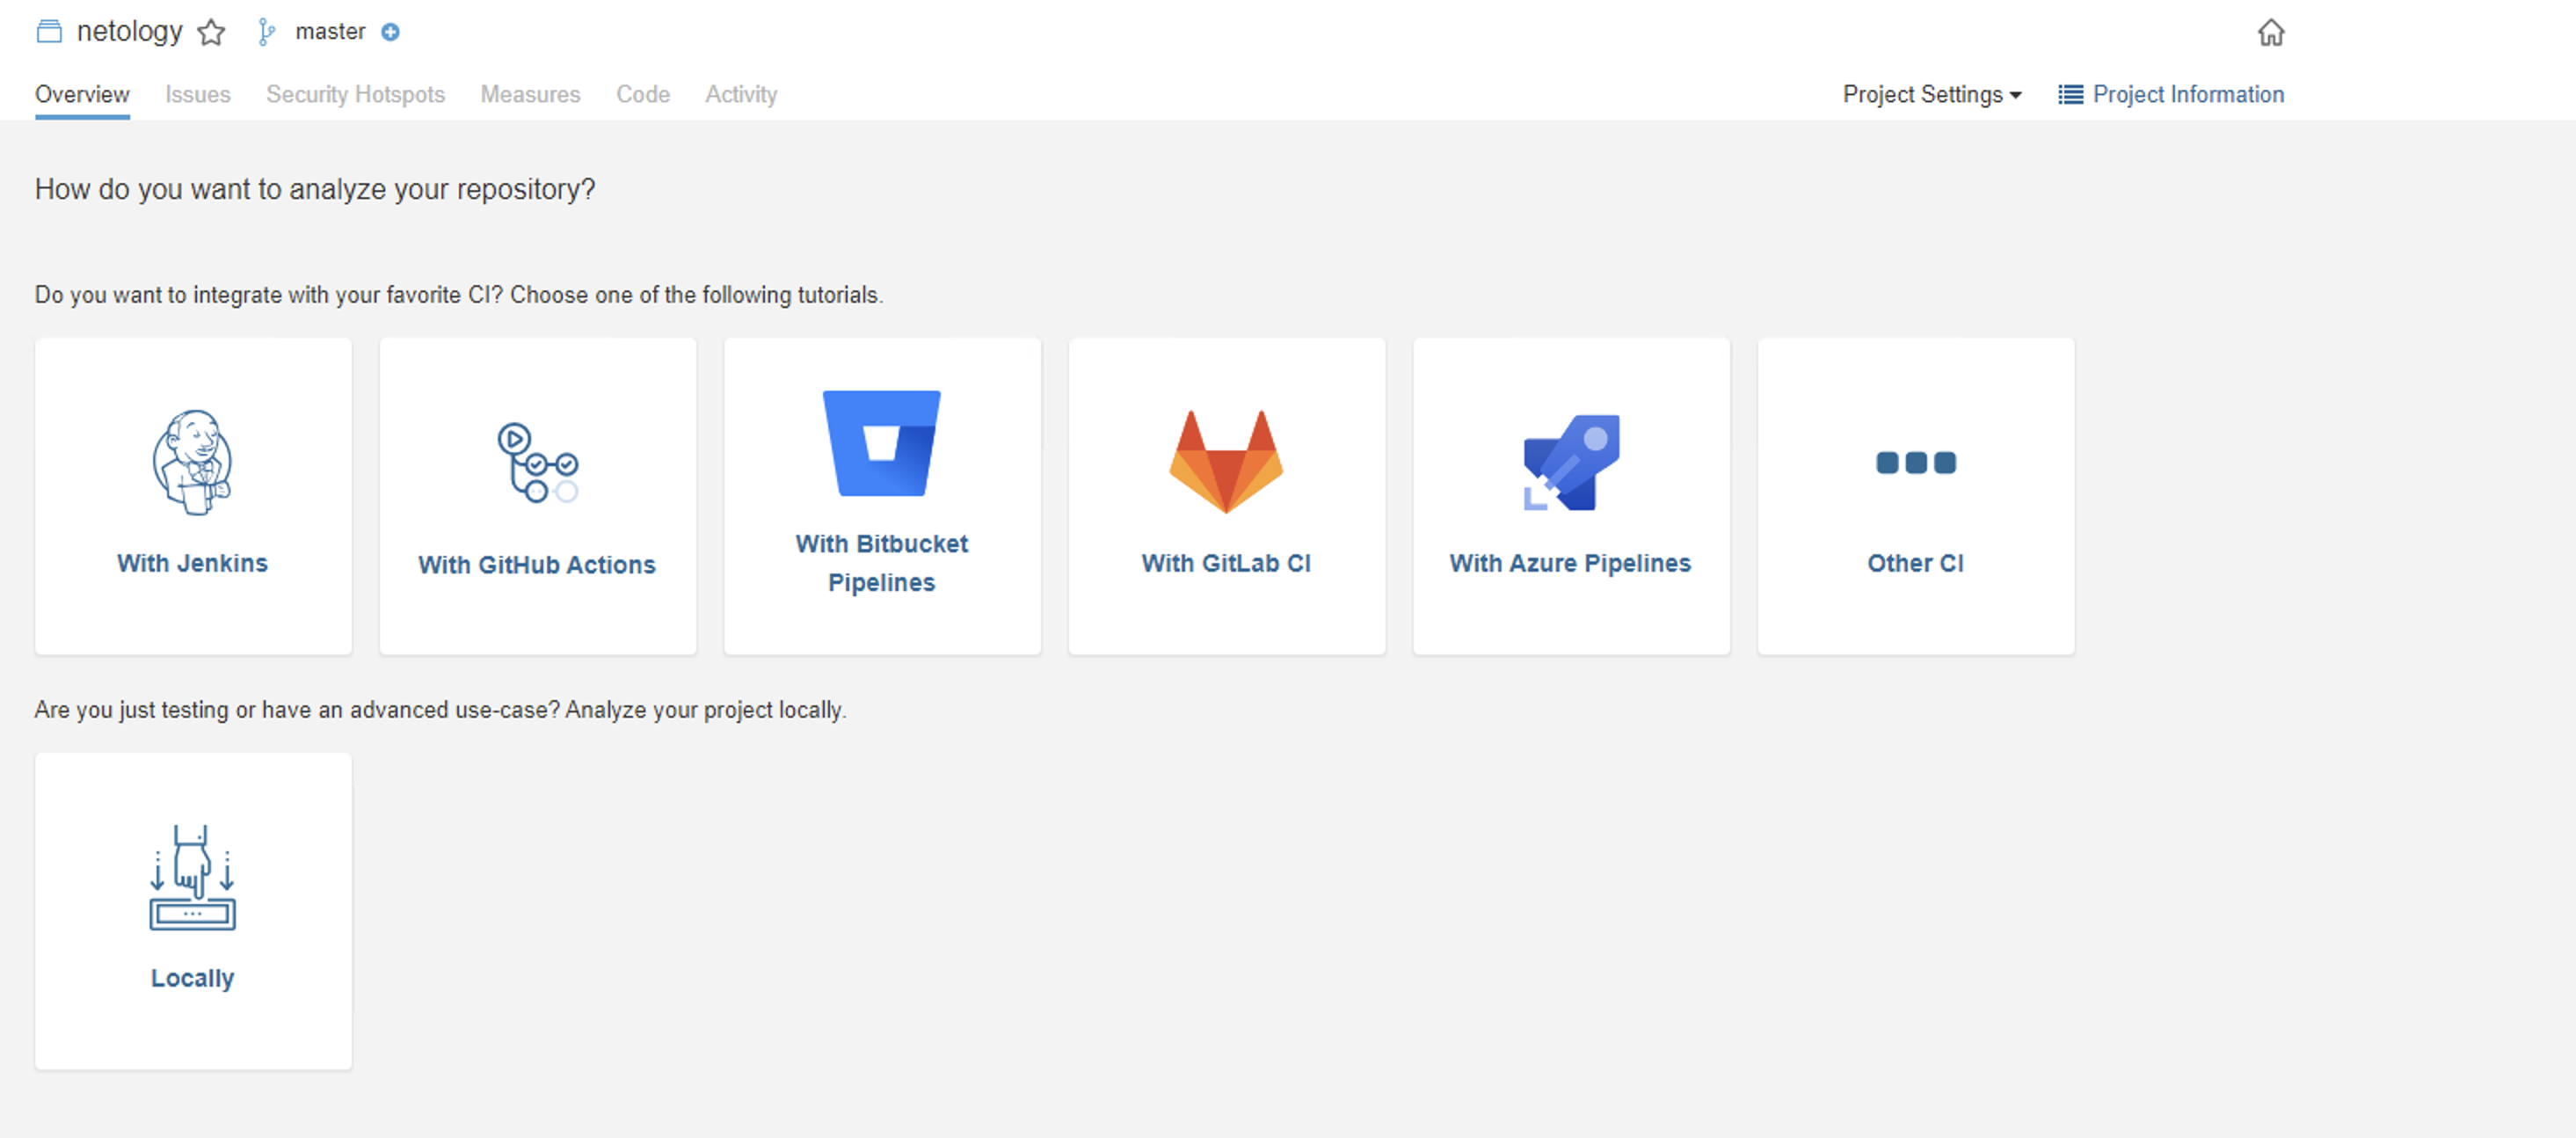 netology master
Overview Issues Security Hotspots Measures Code Activity Project Settings Project Information
How do you want to analyze your repository?
Do you want to integrate with your favorite CI? Choose one of the following tutorials.
With Jenkins
With GitHub Actions
With Bitbucket
Pipelines
With GitLab CI
With Azure Pipelines
Other CI
Are you just testing or have an advanced use-case? Analyze your project locally.
Locally